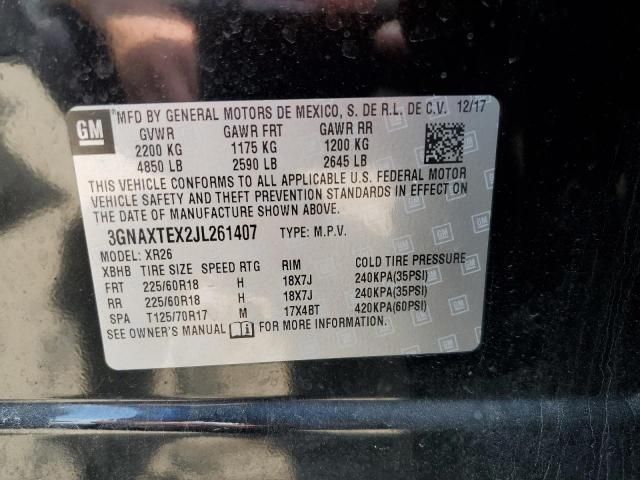 GM
MFD BY GENERAL MOTORS DE MEXICO, S. DE R.L. DE C.V. 12/17
GVWR GAWR FRT GAWR RR
2200 KG 1175 KG 1200 KG
4850 LB 2590 LB 2645 LB
THIS VEHICLE CONFORMS TO ALL APPLICABLE U.S. FEDERAL MOTOR
VEHICLE SAFETY AND THEFT PREVENTION STANDARDS IN EFFECT ON
THE DATE OF MANUFACTURE SHOWN ABOVE.
3GNAXTEX2JL261407 TYPE: M.P.V.
MODEL: XR26
XBHB TIRE SIZE SPEED RTG RIM COLD TIRE PRESSURE
FRT 225/60R18 H 18X7J 240KPA(35PSI)
RR 225/60R18 H 18X7J 240KPA(35PSI)
SPA T125/70R17 M 17X4BT 420KPA(60PSI)
SEE OWNER'S MANUAL FOR MORE INFORMATION.